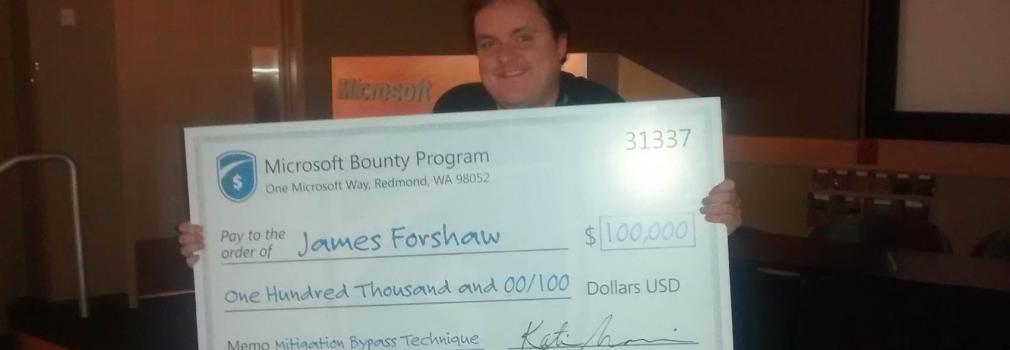 Microsoft
Microsoft Bounty Program
31337
One Microsoft Way, Redmond, WA 98052
Pay to the
order of
James Forshaw
$ 100,000
One Hundred Thousand and 00/100 Dollars USD
Memo Mitigation Bypass Technique